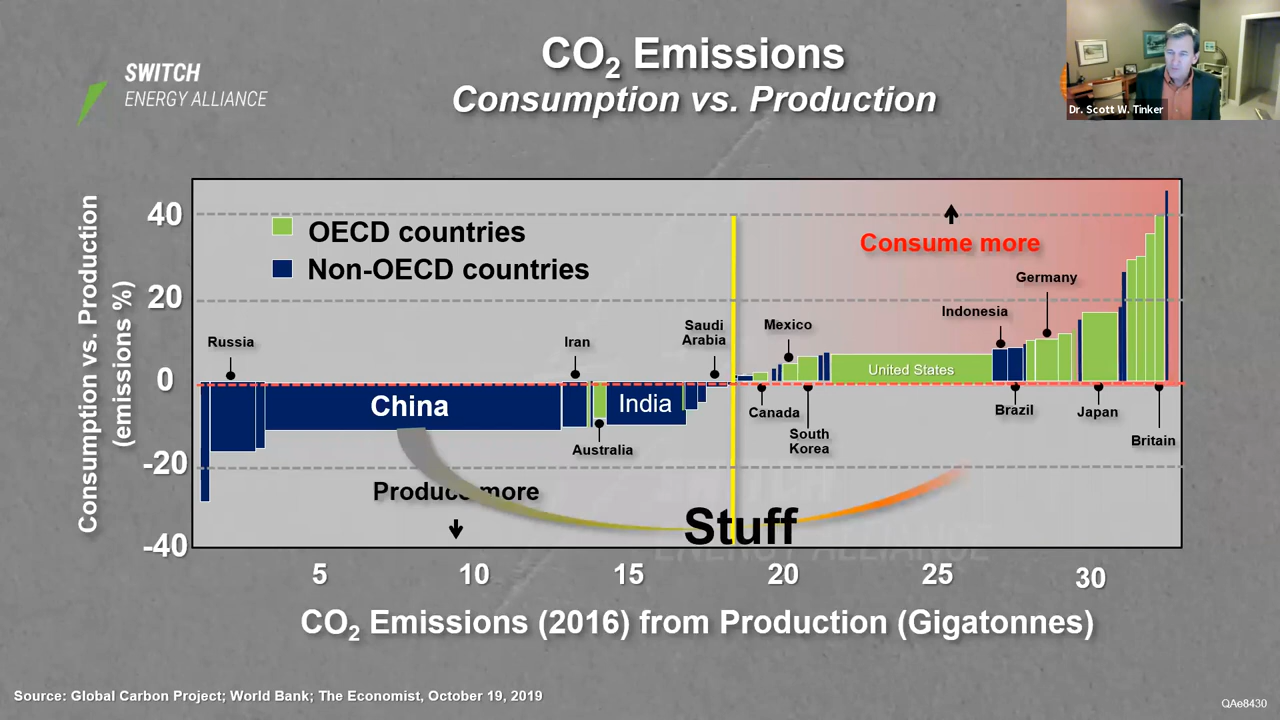 SWITCH
ENERGY ALLIANCE
CO₂ Emissions
Consumption vs. Production
Dr. Scott W. Tinker
Consumption vs. Production
(emissions %)
40
20
0
-20
-40
OECD countries
Non-OECD countries
Consume more
Germany
Indonesia
Russia
Iran
Saudi
Arabia
Mexico
United States
China
India
Canada
Brazil
Japan
South
Korea
Britain
Australia
Produce more
Stuff
SWITCH
ENERGY ALLIANCE
5
10
15
20
25
30
CO₂ Emissions (2016) from Production (Gigatonnes)
Source: Global Carbon Project; World Bank; The Economist, October 19, 2019
QAe8430